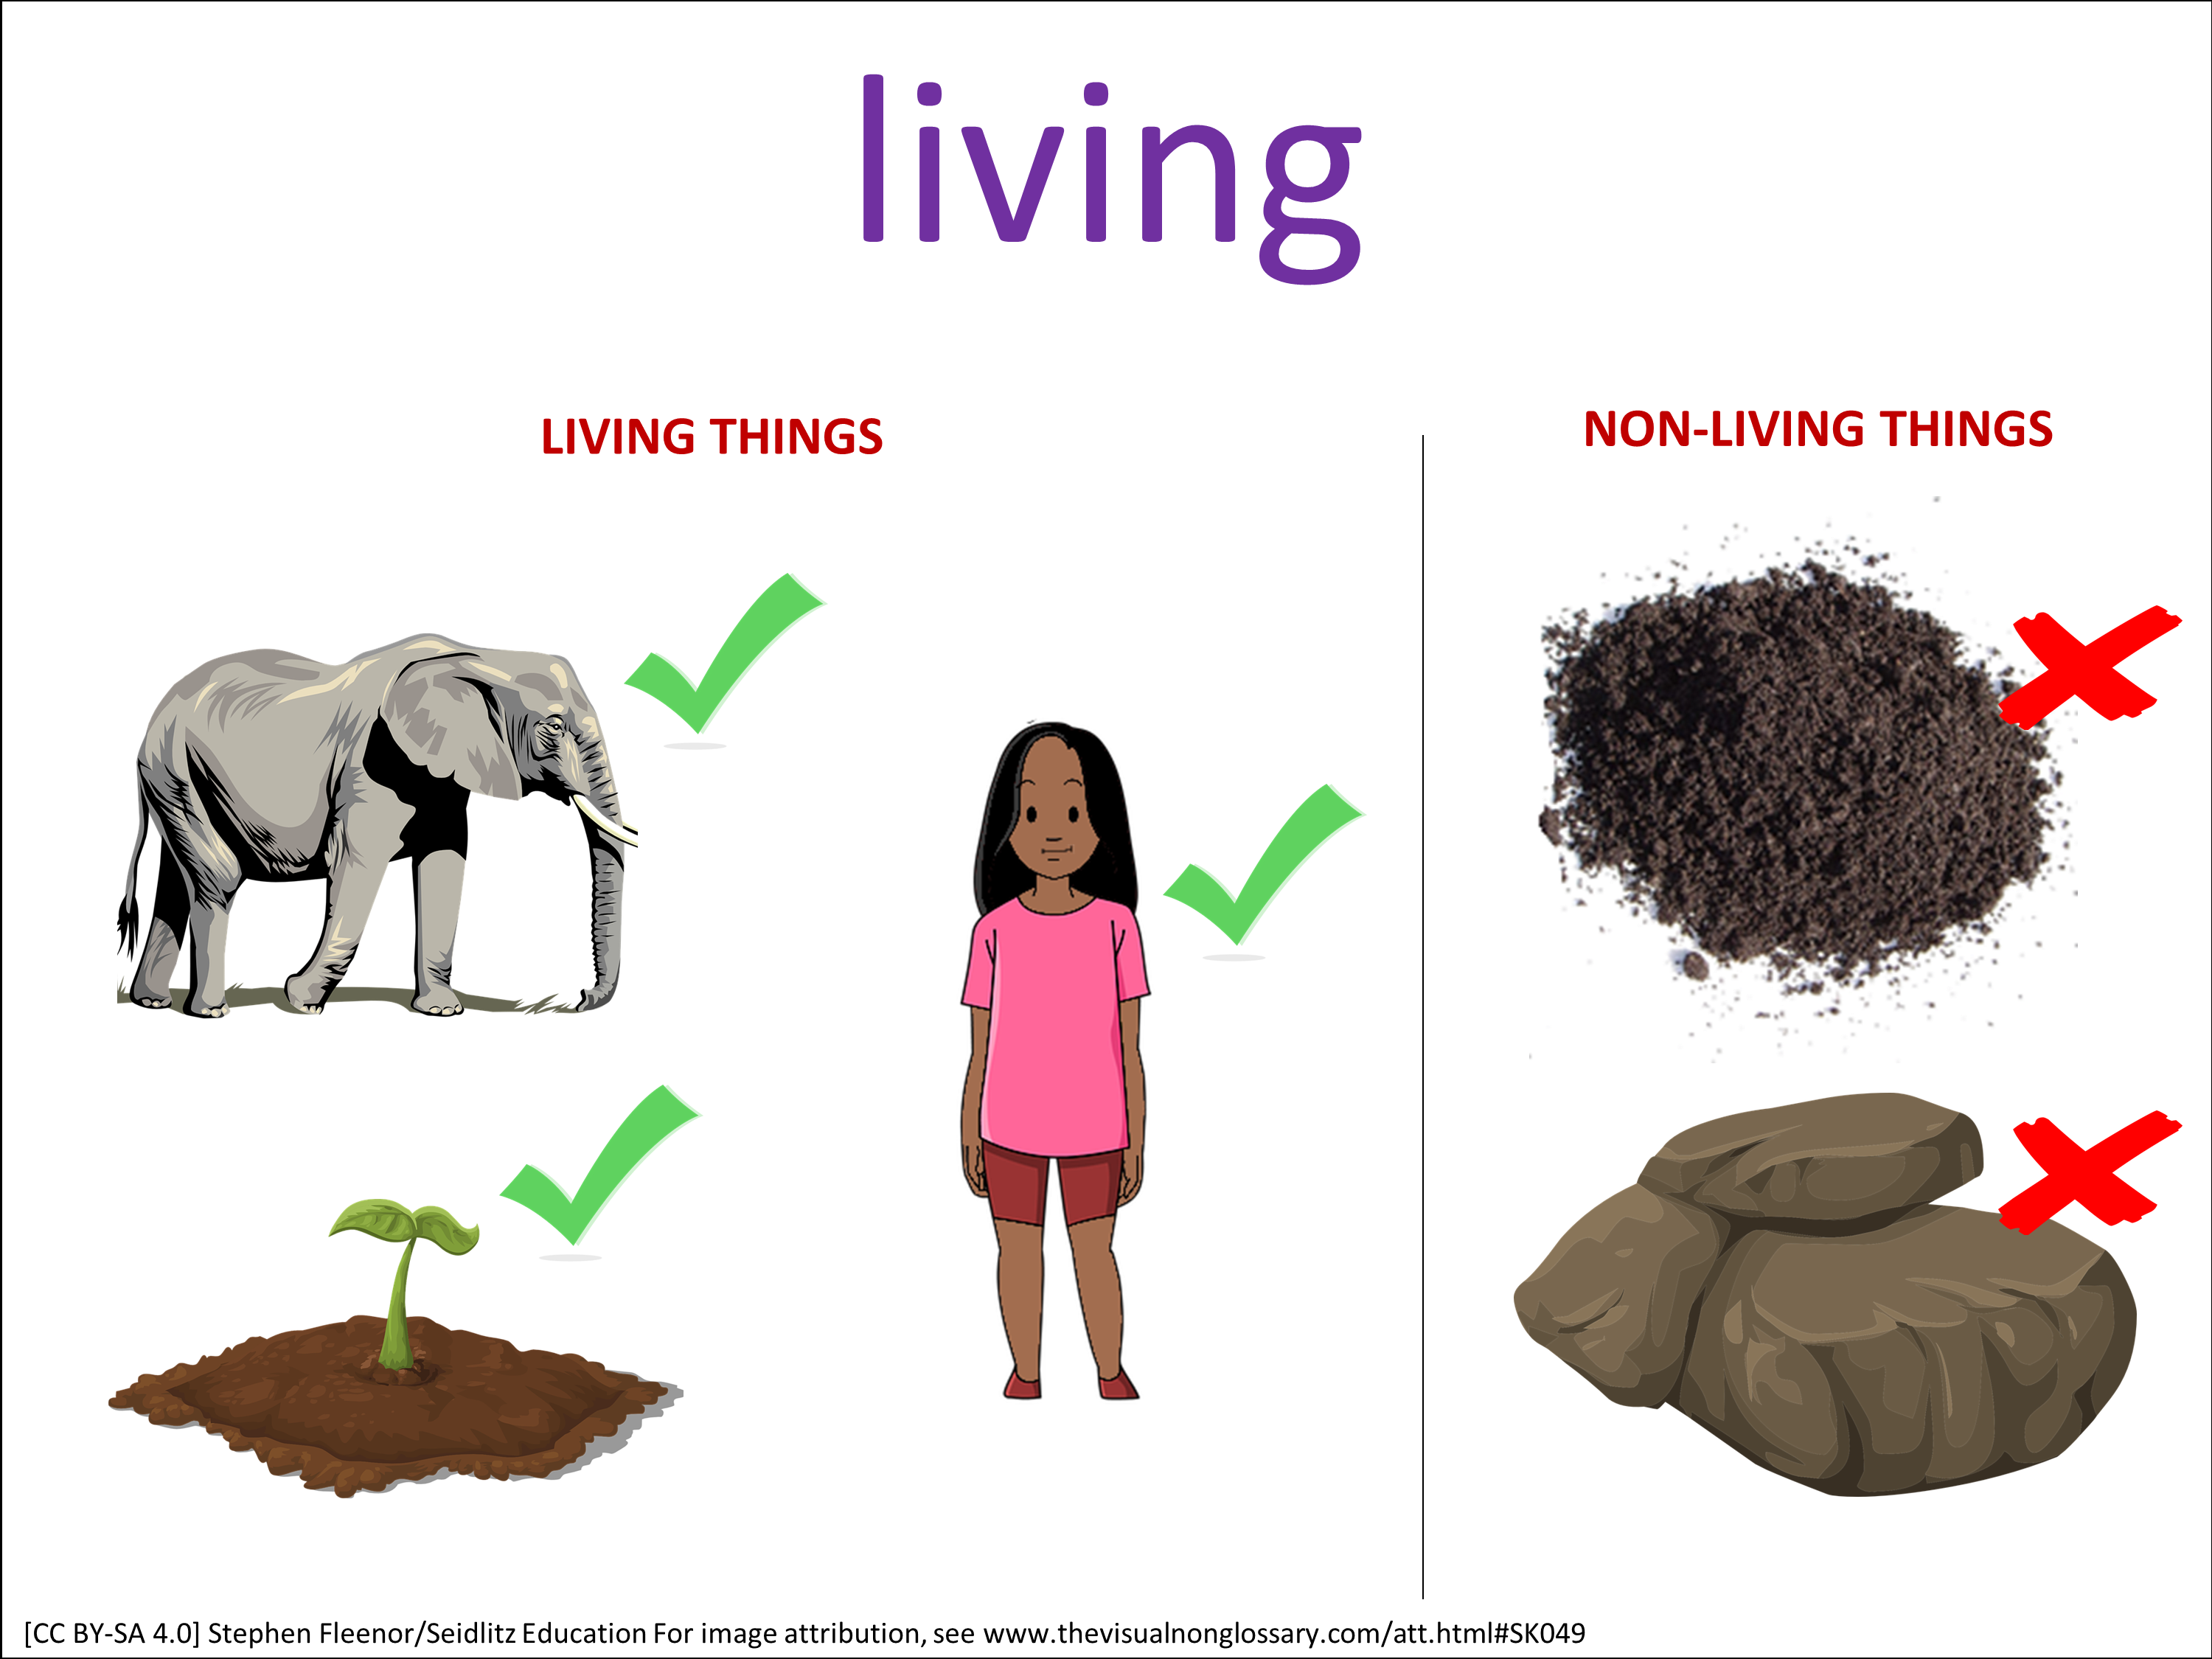 living
LIVING THINGS
NON-LIVING THINGS
[CC BY-SA 4.0] Stephen Fleenor/Seidlitz Education For image attribution, see www.thevisualnonglossary.com/att.html#SK049